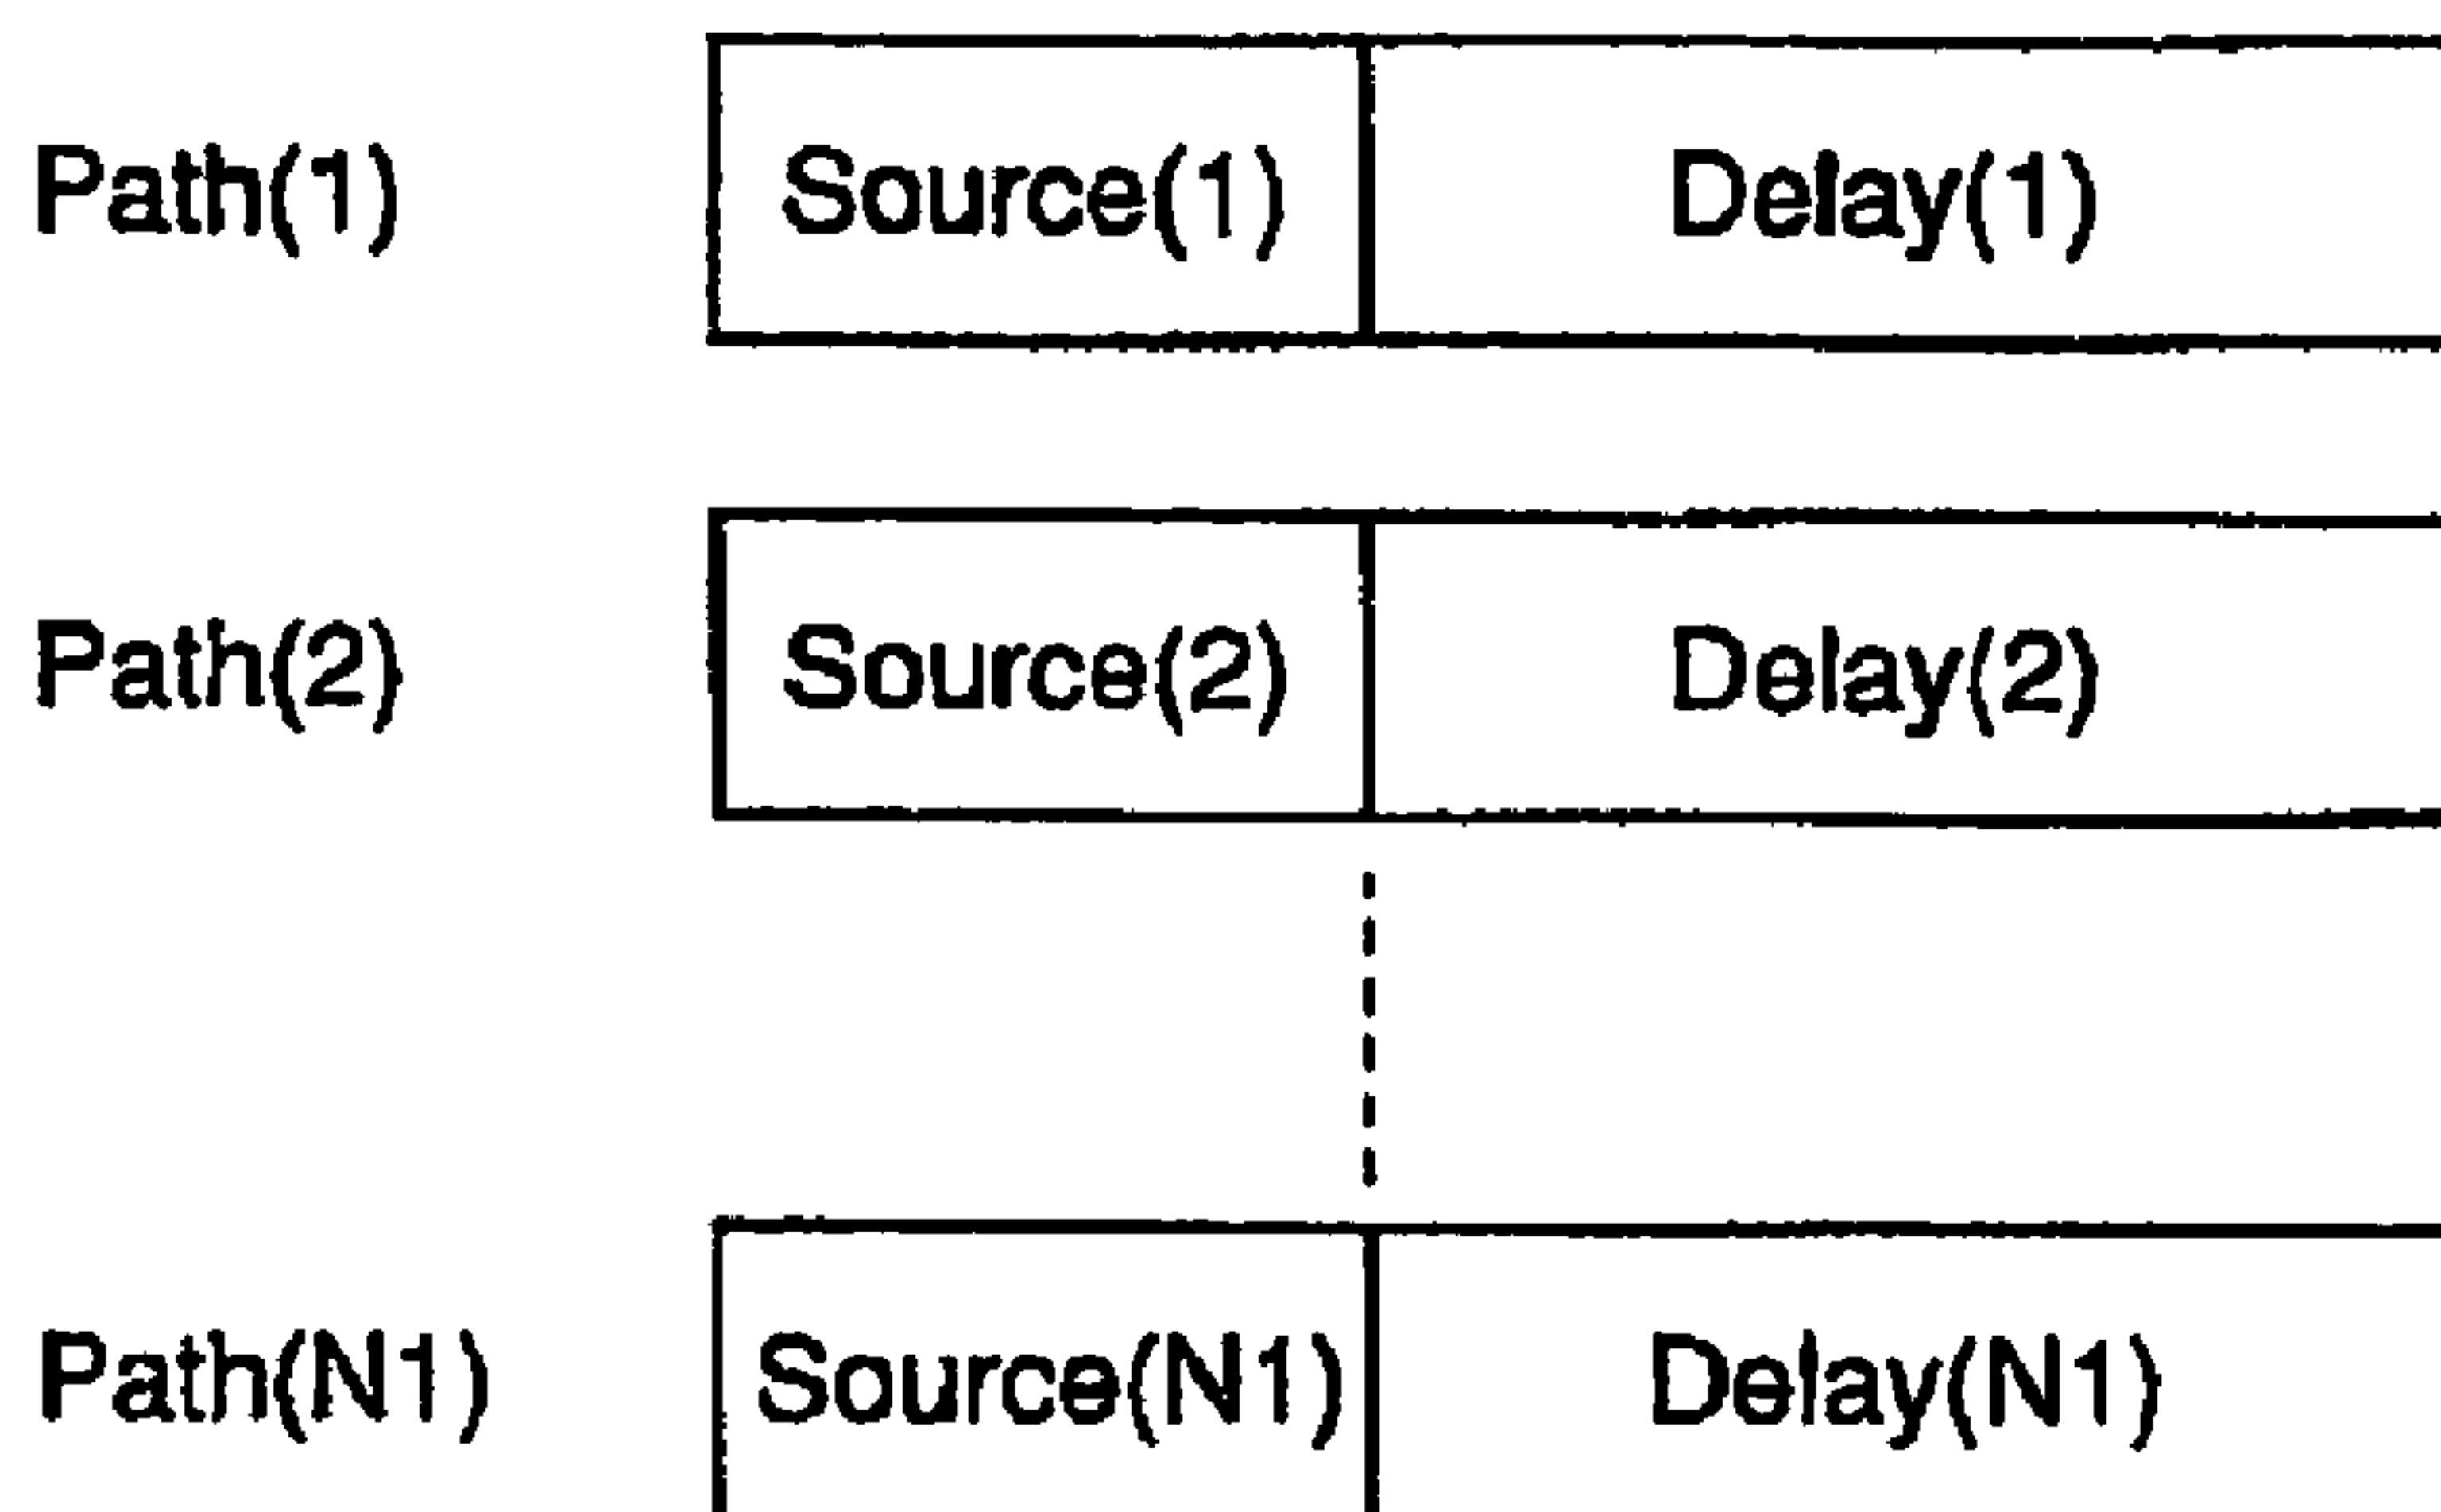 Path(1) Source(1) Delay(1)
Path(2) Source(2) Delay(2)
Path(N1) Source(N1) Delay(N1)